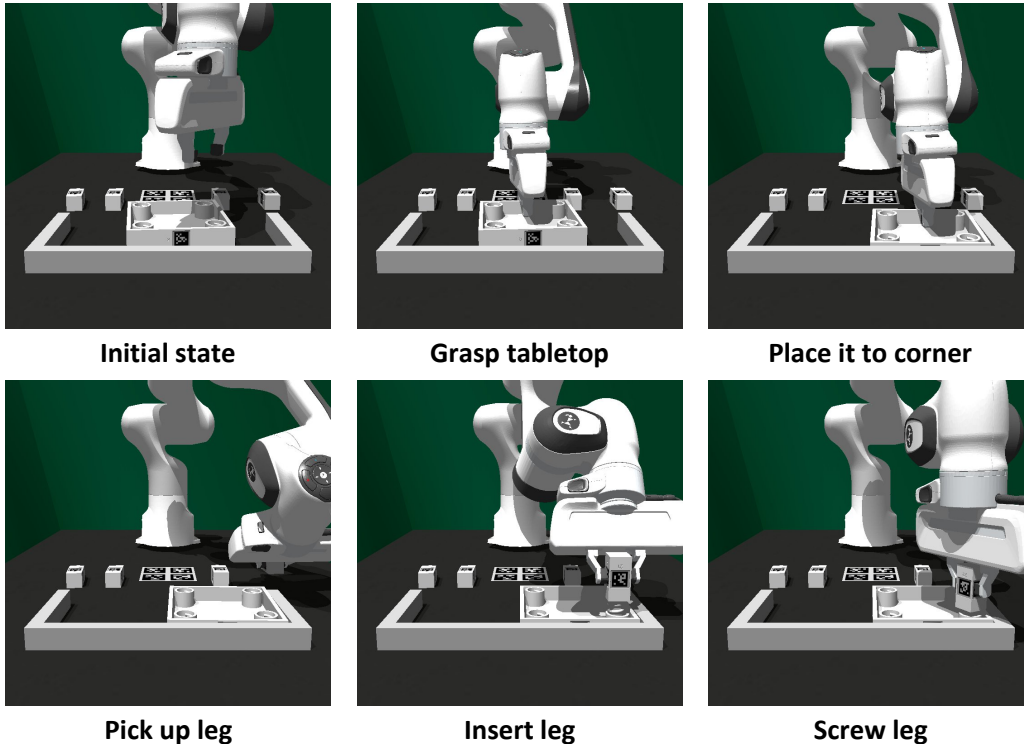 Initial state
Grasp tabletop
Place it to corner
Pick up leg
Insert leg
Screw leg